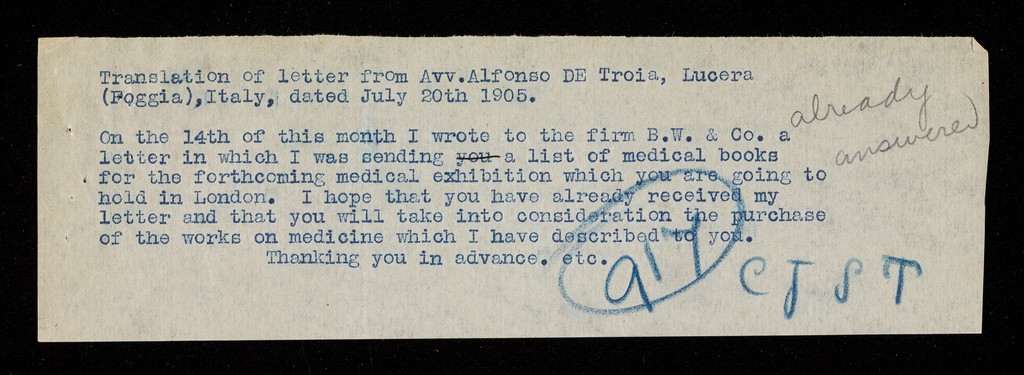 Translation of letter from Avv.Alfonso DE Troia, Lucera
(Foggia),Italy, dated July 20th 1905.
already
answered
On the 14th of this month I wrote to the firm B.W. & Co. a
letter in which I was sending you a list of medical books
for the forthcoming medical exhibition which you are going to
hold in London. I hope that you have already received my
letter and that you will take into consideration the purchase
of the works on medicine which I have described to you.
Thanking you in advance. etc.
917
CJST